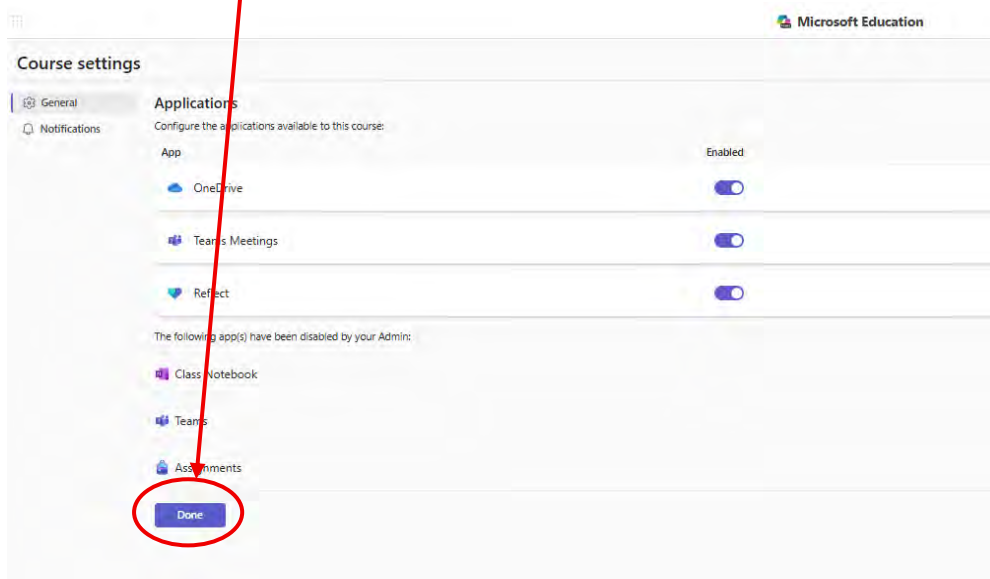 Microsoft Education
Course settings
General
Notifications
Applications
Configure the applications available to this course:
App Enabled
OneDrive
Teams Meetings
Reflect
The following app(s) have been disabled by your Admin:
Class Notebook
Teams
Assignments
Done